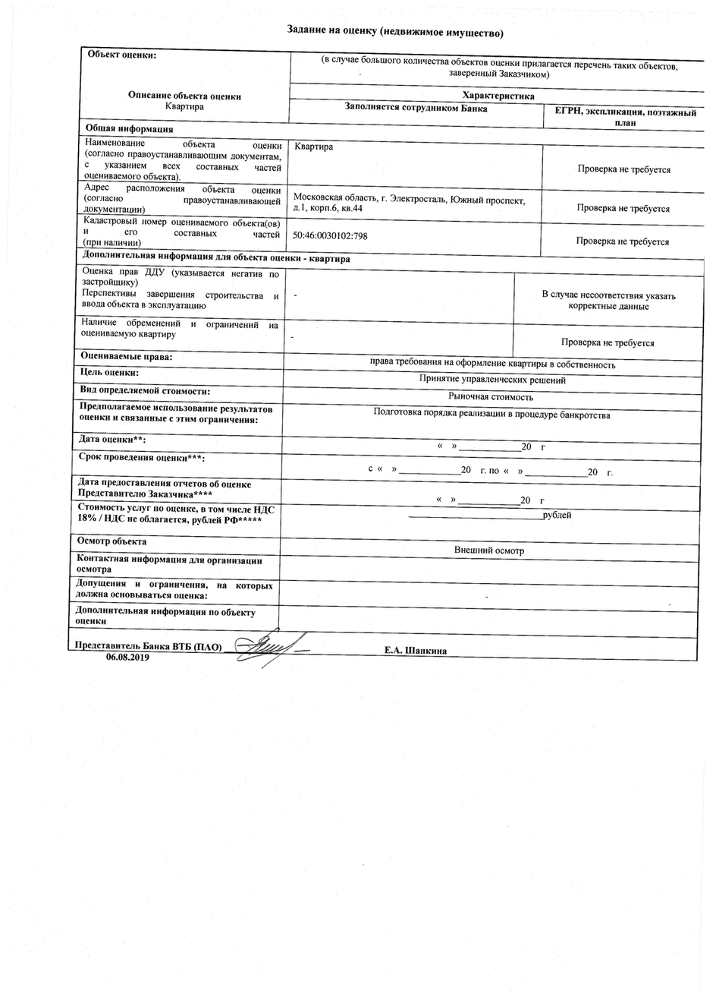 Задание на оценку (недвижимое имущество)
Объект оценки:
(в случае большого количества объектов оценки прилагается перечень таких объектов,
заверенный Заказчиком)
Описание объекта оценки
Квартира
Характеристика
Заполняется сотрудником Банка
ЕГРН, экспликация, поэтажный
план
Общая информация
Наименование объекта оценки
(согласно правоустанавливающим документам,
с указанием всех составных частей
оцениваемого объекта).
Квартира
Проверка не требуется
Адрес расположения объекта оценки
(согласно правоустанавливающей
документации)
Московская область, г. Электросталь, Южный проспект,
д.1, корп.6, кв.44
Проверка не требуется
Кадастровый номер оцениваемого объекта(ов)
и его составных частей
(при наличии)
50:46:0030102:798
Проверка не требуется
Дополнительная информация для объекта оценки - квартира
Оценка прав ДДУ (указывается негатив по
застройщику)
Перспективы завершения строительства и
ввода объекта в эксплуатацию
-
В случае несоответствия указать
корректные данные
Наличие обременений и ограничений на
оцениваемую квартиру
-
Проверка не требуется
Оцениваемые права:
права требования на оформление квартиры в собственность
Цель оценки:
Принятие управленческих решений
Вид определяемой стоимости:
Рыночная стоимость
Предполагаемое использование результатов
оценки и связанные с этим ограничения:
Подготовка порядка реализации в процедуре банкротства
Дата оценки**:
« » ____________20 г
Срок проведения оценки***:
с « » ____________20 г. по « » ____________20 г.
Дата предоставления отчетов об оценке
Представителю Заказчика****
« » ____________20 г
Стоимость услуг по оценке, в том числе НДС
18% / НДС не облагается, рублей РФ*****
_________________________рублей
Осмотр объекта
Внешний осмотр
Контактная информация для организации
осмотра
Допущения и ограничения, на которых
должна основываться оценка:
-
Дополнительная информация по объекту
оценки
Представитель Банка ВТБ (ПАО) ________________ Е.А. Шапкина
06.08.2019